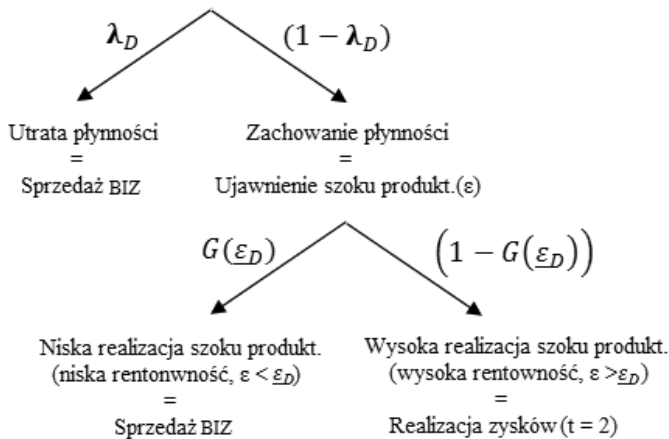 λ_D (1 − λ_D)
Utrata płynności Zachowanie płynności
= =
Sprzedaż BIZ Ujawnienie szoku produkt.(ε)
G(ε_D) (1 − G(ε_D))
Niska realizacja szoku produkt. Wysoka realizacja szoku produkt.
(niska rentonwność, ε < ε_D) (wysoka rentowność, ε >ε_D)
= =
Sprzedaż BIZ Realizacja zysków (t = 2)